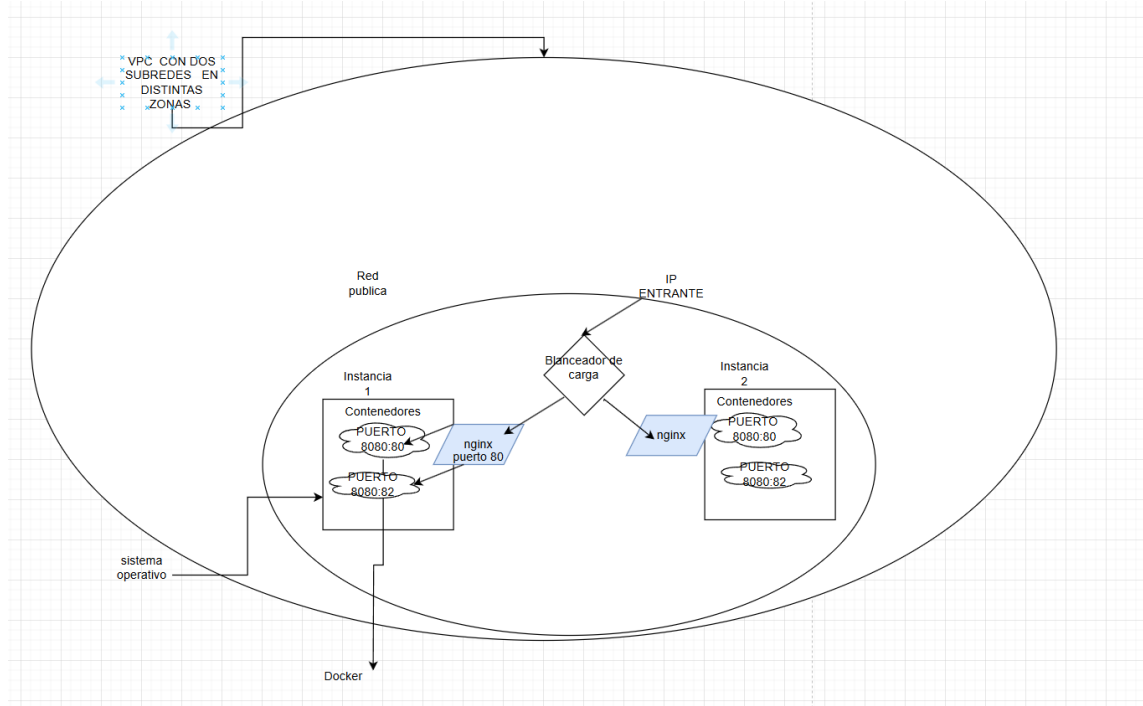 VPC CON DOS
SUBREDES EN
DISTINTAS
ZONAS
Red
publica
IP
ENTRANTE
Blanceador de
carga
Instancia
1
Contenedores
PUERTO
8080:80
PUERTO
8080:82
nginx
puerto 80
nginx
Instancia
2
Contenedores
PUERTO
8080:80
PUERTO
8080:82
sistema
operativo
Docker